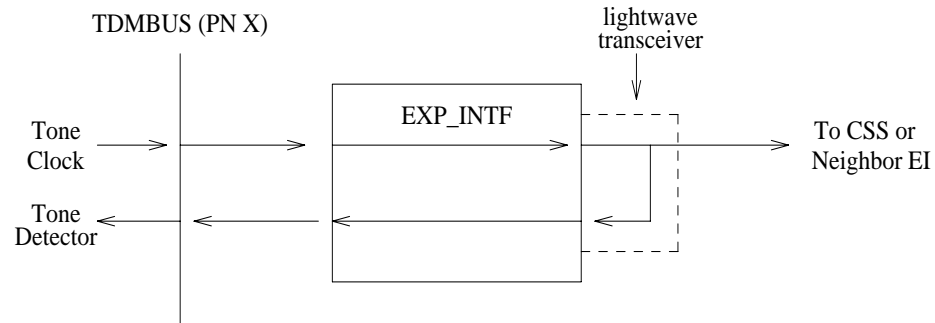 TDMBUS (PN X)
lightwave
transceiver
EXP_INTF
Tone
Clock
To CSS or
Neighbor EI
Tone
Detector